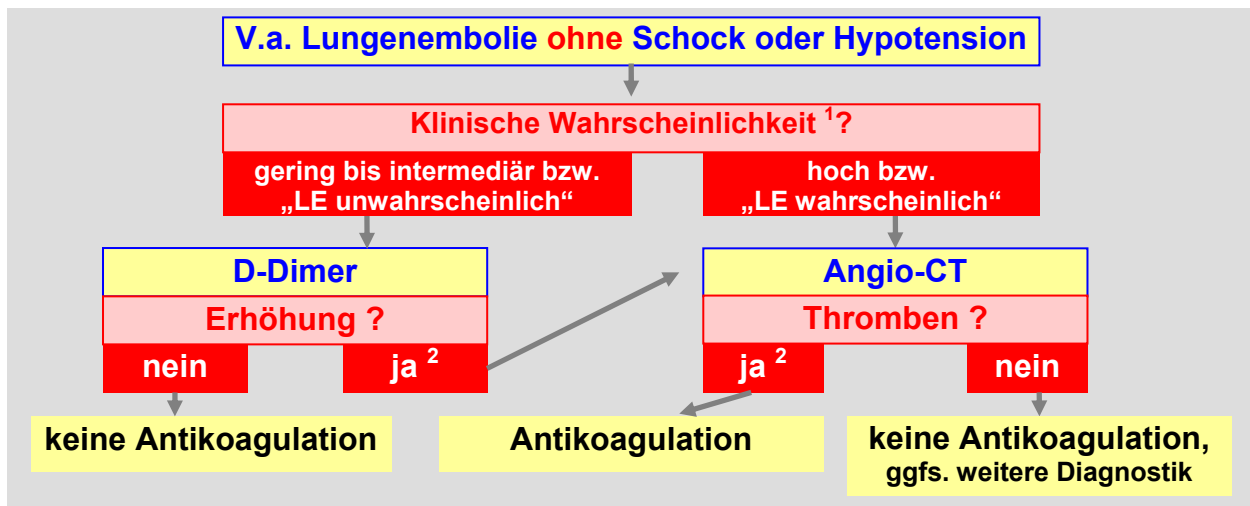 V.a. Lungenembolie ohne Schock oder Hypotension
Klinische Wahrscheinlichkeit ¹?
gering bis intermediär bzw.
„LE unwahrscheinlich“
hoch bzw.
„LE wahrscheinlich“
D-Dimer
Erhöhung ?
nein
ja ²
Angio-CT
Thromben ?
ja ²
nein
keine Antikoagulation
Antikoagulation
keine Antikoagulation,
ggfs. weitere Diagnostik